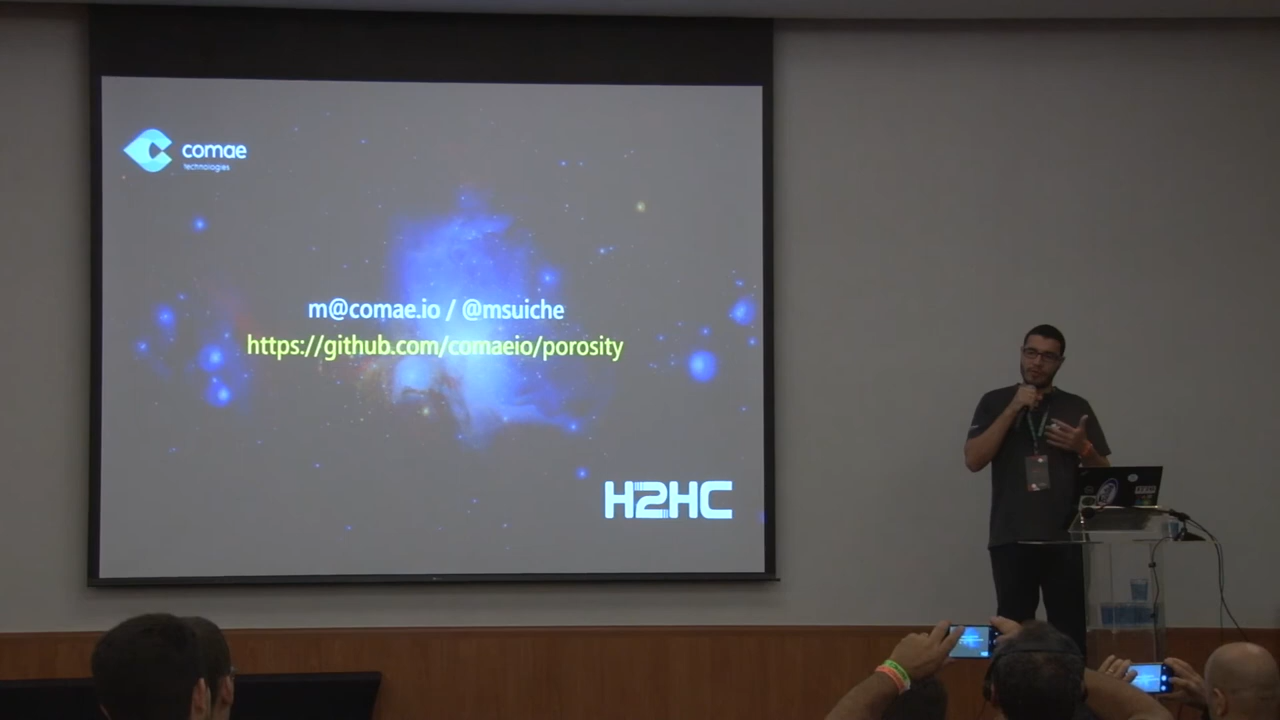 comae
technologies
m@comae.io / @msuiche
https://github.com/comaeio/porosity
H2HC